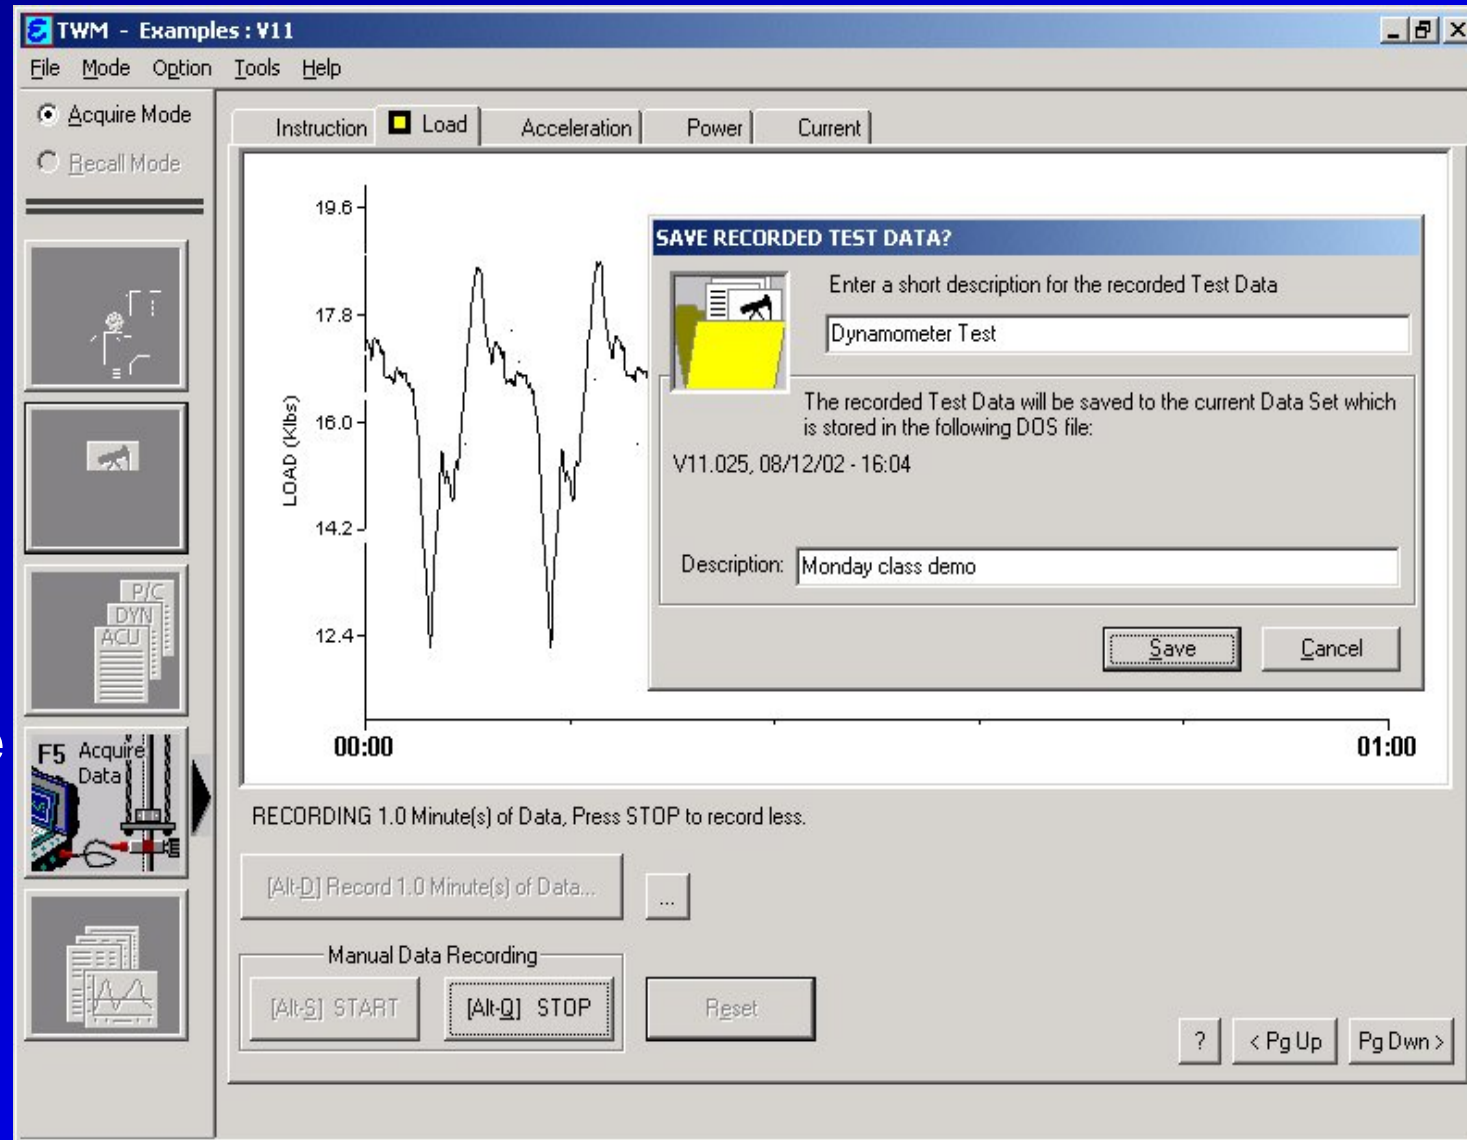 TWM - Examples : V11
File Mode Option Tools Help
Acquire Mode
Recall Mode
Instruction Load Acceleration Power Current
19.6
17.8
16.0
14.2
12.4
LOAD (Klbs)
00:00 01:00
SAVE RECORDED TEST DATA?
Enter a short description for the recorded Test Data
Dynamometer Test
The recorded Test Data will be saved to the current Data Set which
is stored in the following DOS file:
V11.025, 08/12/02 - 16:04
Description: Monday class demo
Save Cancel
P/C
DYN
ACU
e
F5 Acquire
Data
RECORDING 1.0 Minute(s) of Data, Press STOP to record less.
[Alt-D] Record 1.0 Minute(s) of Data... ...
Manual Data Recording
[Alt-S] START [Alt-Q] STOP Reset
? < Pg Up Pg Dwn >